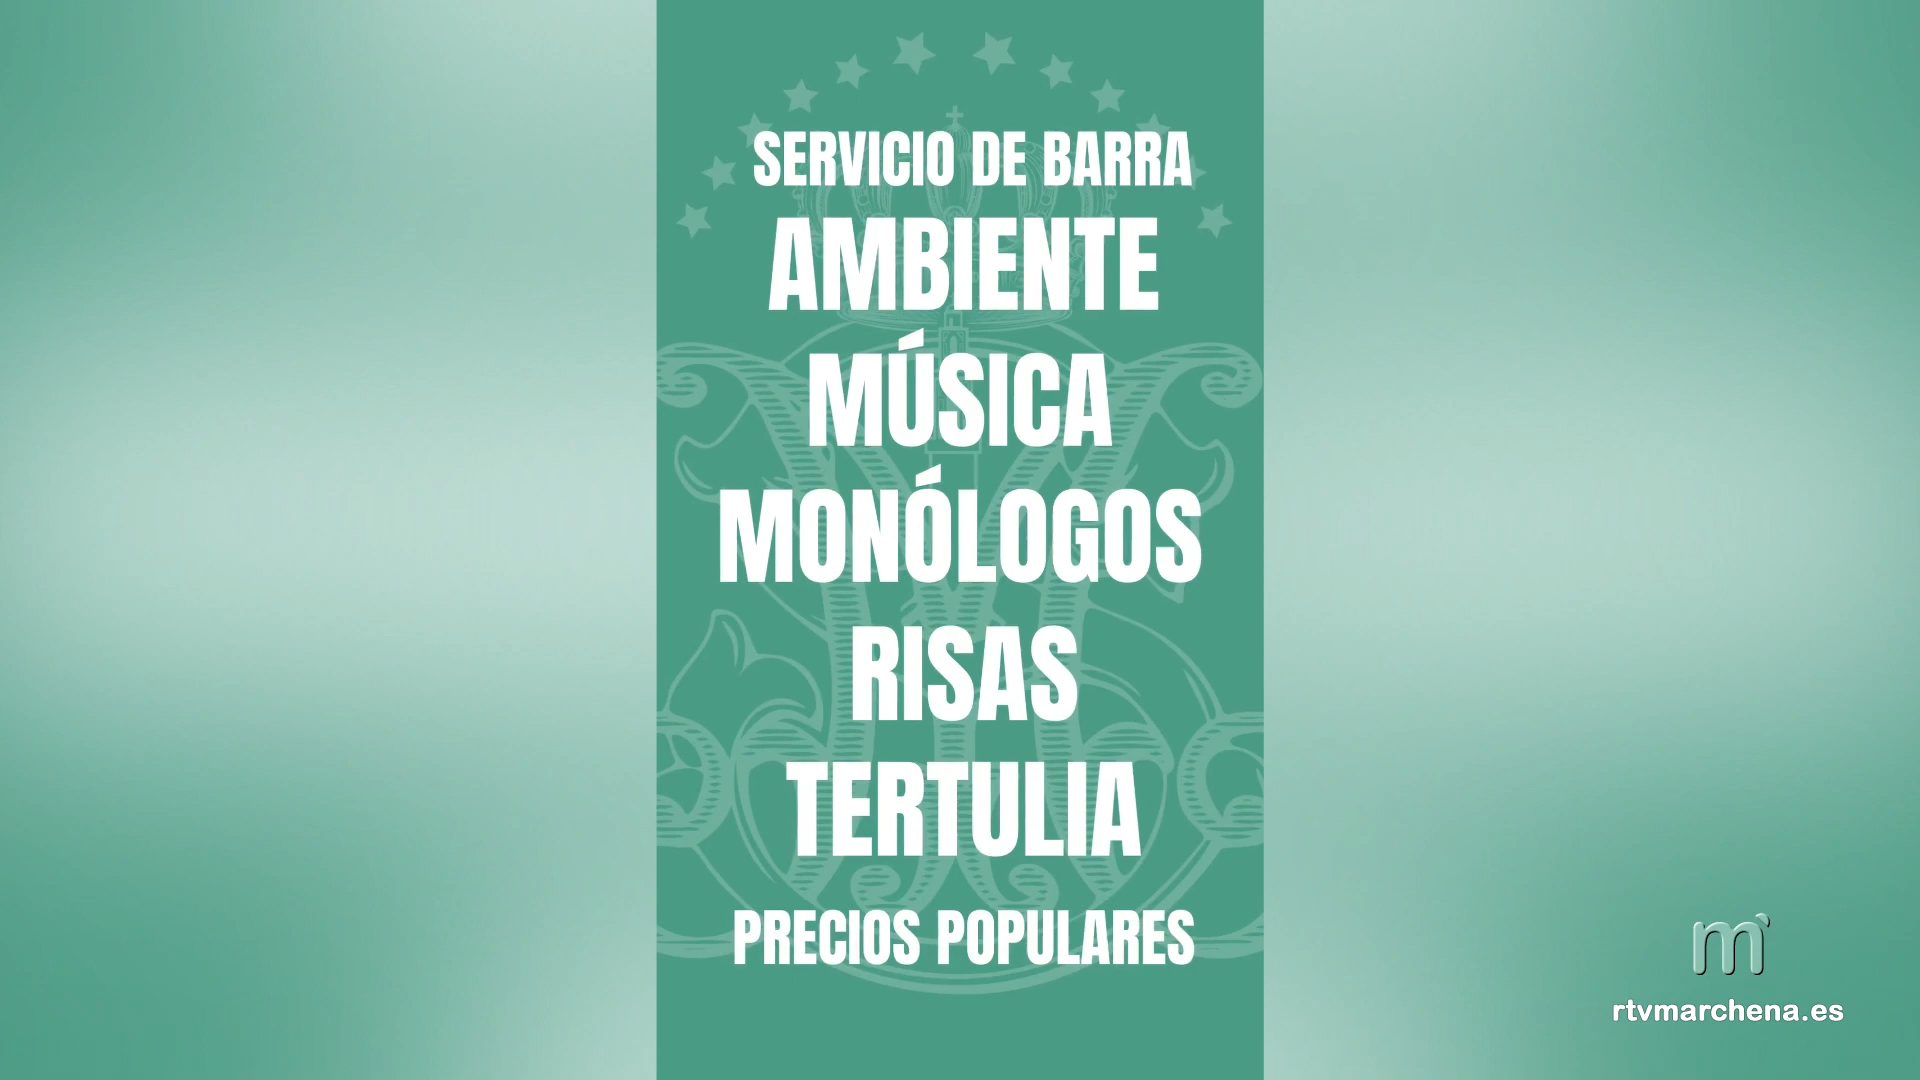 SERVICIO DE BARRA
AMBIENTE
MÚSICA
MONÓLOGOS
RISAS
TERTULIA
PRECIOS POPULARES
m
rtvmarchena.es